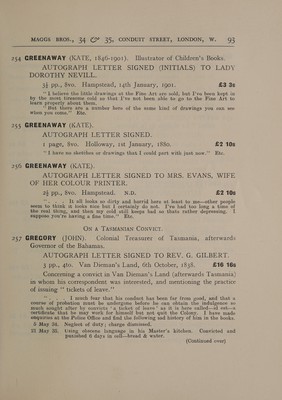 MAGGS BROS., 34 & 35, CONDUIT STREET, LONDON, W. 93
254 GREENAWAY (KATE, 1846-1901). Illustrator of Children's Books.
AUTOGRAPH LETTER SIGNED (INITIALS) TO LADY
DOROTHY NEVILL.
3½ pp., 8vo. Hampstead, 14th January, 1901. £3 3s
" I believe the little drawings at the Fine Art are sold, but I've been kept in
by the most tiresome cold so that I've not been able to go to the Fine Art to
learn properly about them.
" But there are a number here of the same kind of drawings you can see
when you come." Etc.
255 GREENAWAY (KATE).
AUTOGRAPH LETTER SIGNED.
1 page, 8vo. Holloway, 1st January, 1880. £2 10s
" I have no sketches or drawings that I could part with just now." Etc.
256 GREENAWAY (KATE).
AUTOGRAPH LETTER SIGNED TO MRS. EVANS, WIFE
OF HER COLOUR PRINTER.
2½ pp., 8vo. Hampstead. N.D. £2 10s
" . . . It all looks so dirty and horrid here at least to me—other people
seem to think it looks nice but I certainly do not. I've had too long a time of
the real thing, and then my cold still keeps bad so thats rather depressing. I
suppose you're having a fine time." Etc.
ON A TASMANIAN CONVICT.
257 GREGORY (JOHN). Colonial Treasurer of Tasmania, afterwards
Governor of the Bahamas.
AUTOGRAPH LETTER SIGNED TO REV. G. GILBERT.
3 pp., 4to. Van Dieman's Land, 6th October, 1838. £16 16s
Concerning a convict in Van Dieman's Land (afterwards Tasmania)
in whom his correspondent was interested, and mentioning the practice
of issuing " tickets of leave."
" . . . I much fear that his conduct has been far from good, and that a
course of probation must be undergone before he can obtain the indulgence so
much sought after by convicts 'a ticket of leave' as it is here called—id est—a
certificate that he may work for himself but not quit the Colony. I have made
enquiries at the Police Office and find the following and history of him in the books.
9 May 34. Neglect of duty; charge dismissed.
21 May 35. Using obscene language in his Master's kitchen. Convicted and
punished 6 days in cell—bread & water.
(Continued over)